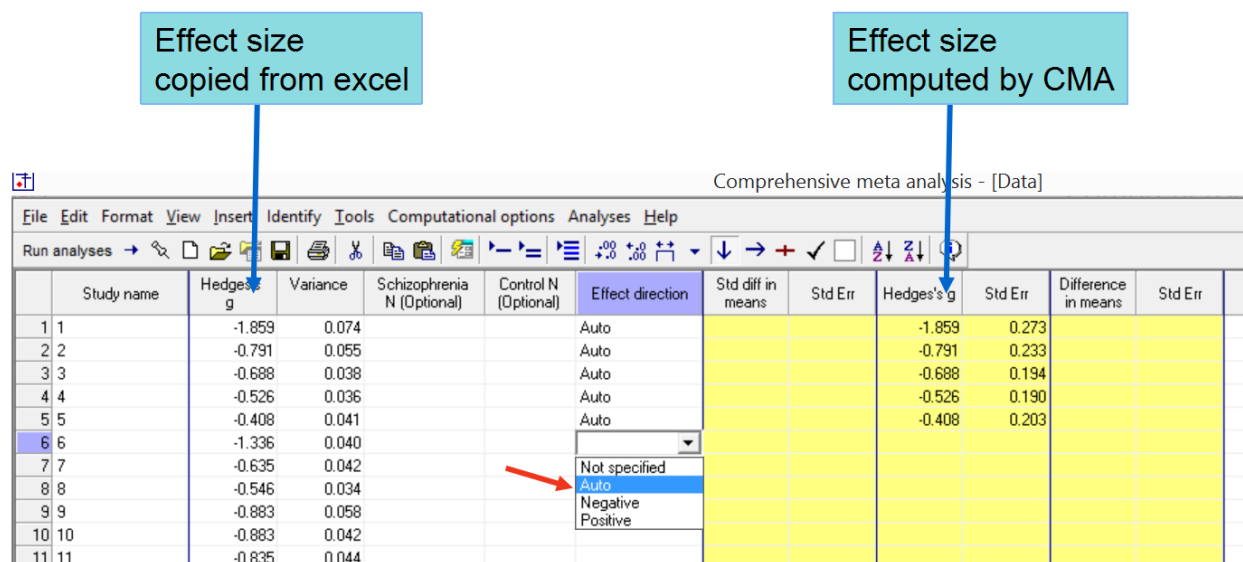 Effect size
copied from excel
Effect size
computed by CMA
Comprehensive meta analysis - [Data]
File Edit Format View Insert Identify Tools Computational options Analyses Help
Run analyses
Study name Hedges's g Variance Schizophrenia N (Optional) Control N (Optional) Effect direction Std diff in means Std Err Hedges's g Std Err Difference in means Std Err
1 1 -1.859 0.074 Auto -1.859 0.273
2 2 -0.791 0.055 Auto -0.791 0.233
3 3 -0.688 0.038 Auto -0.688 0.194
4 4 -0.526 0.036 Auto -0.526 0.190
5 5 -0.408 0.041 Auto -0.408 0.203
6 6 -1.336 0.040
7 7 -0.635 0.042 Not specified
8 8 -0.546 0.034 Auto
9 9 -0.883 0.058 Negative
10 10 -0.883 0.042 Positive
11 11 -0.835 0.044